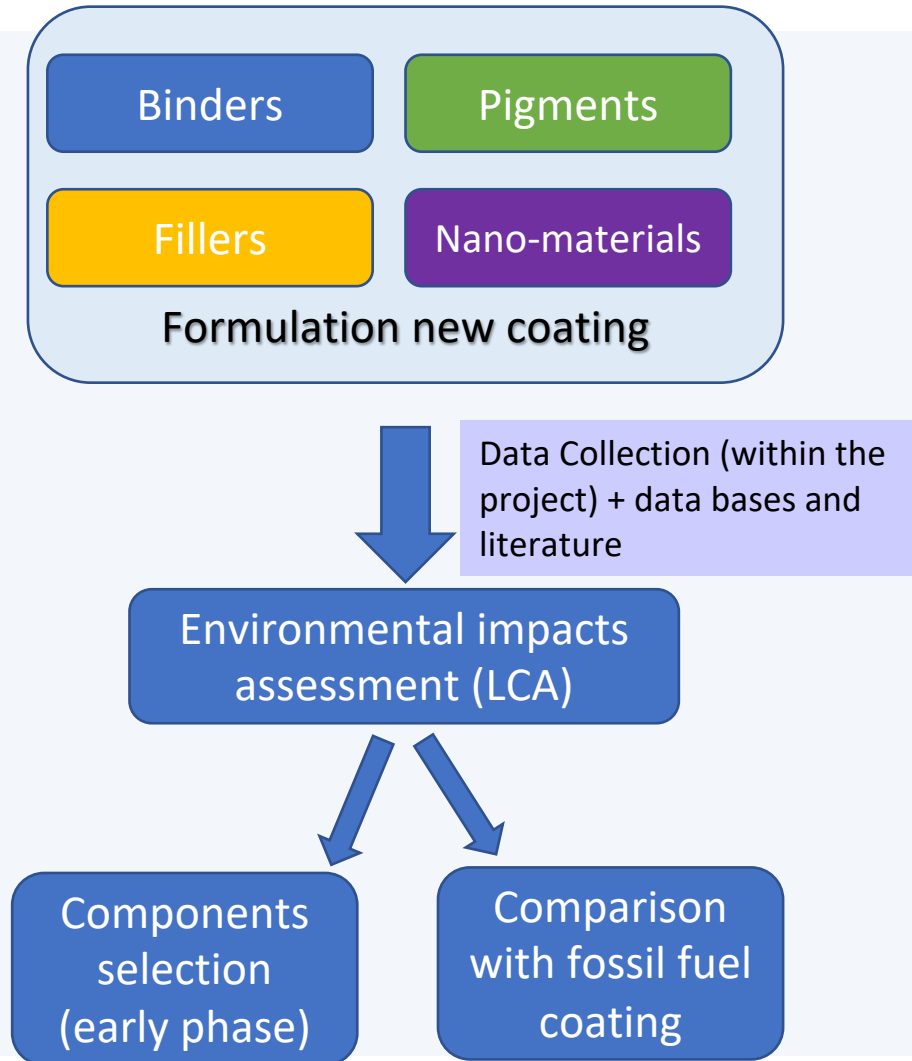 Binders
Pigments
Fillers
Nano-materials
Formulation new coating
Data Collection (within the
project) + data bases and
literature
Environmental impacts
assessment (LCA)
Components
selection
(early phase)
Comparison
with fossil fuel
coating